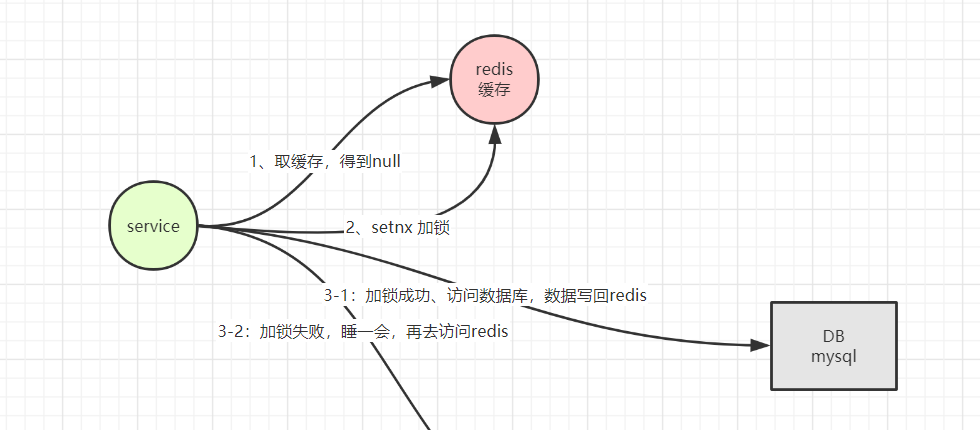 redis
缓存
1、取缓存，得到null
service
2、setnx 加锁
3-1：加锁成功、访问数据库，数据写回redis
3-2：加锁失败，睡一会，再去访问redis
DB
mysql